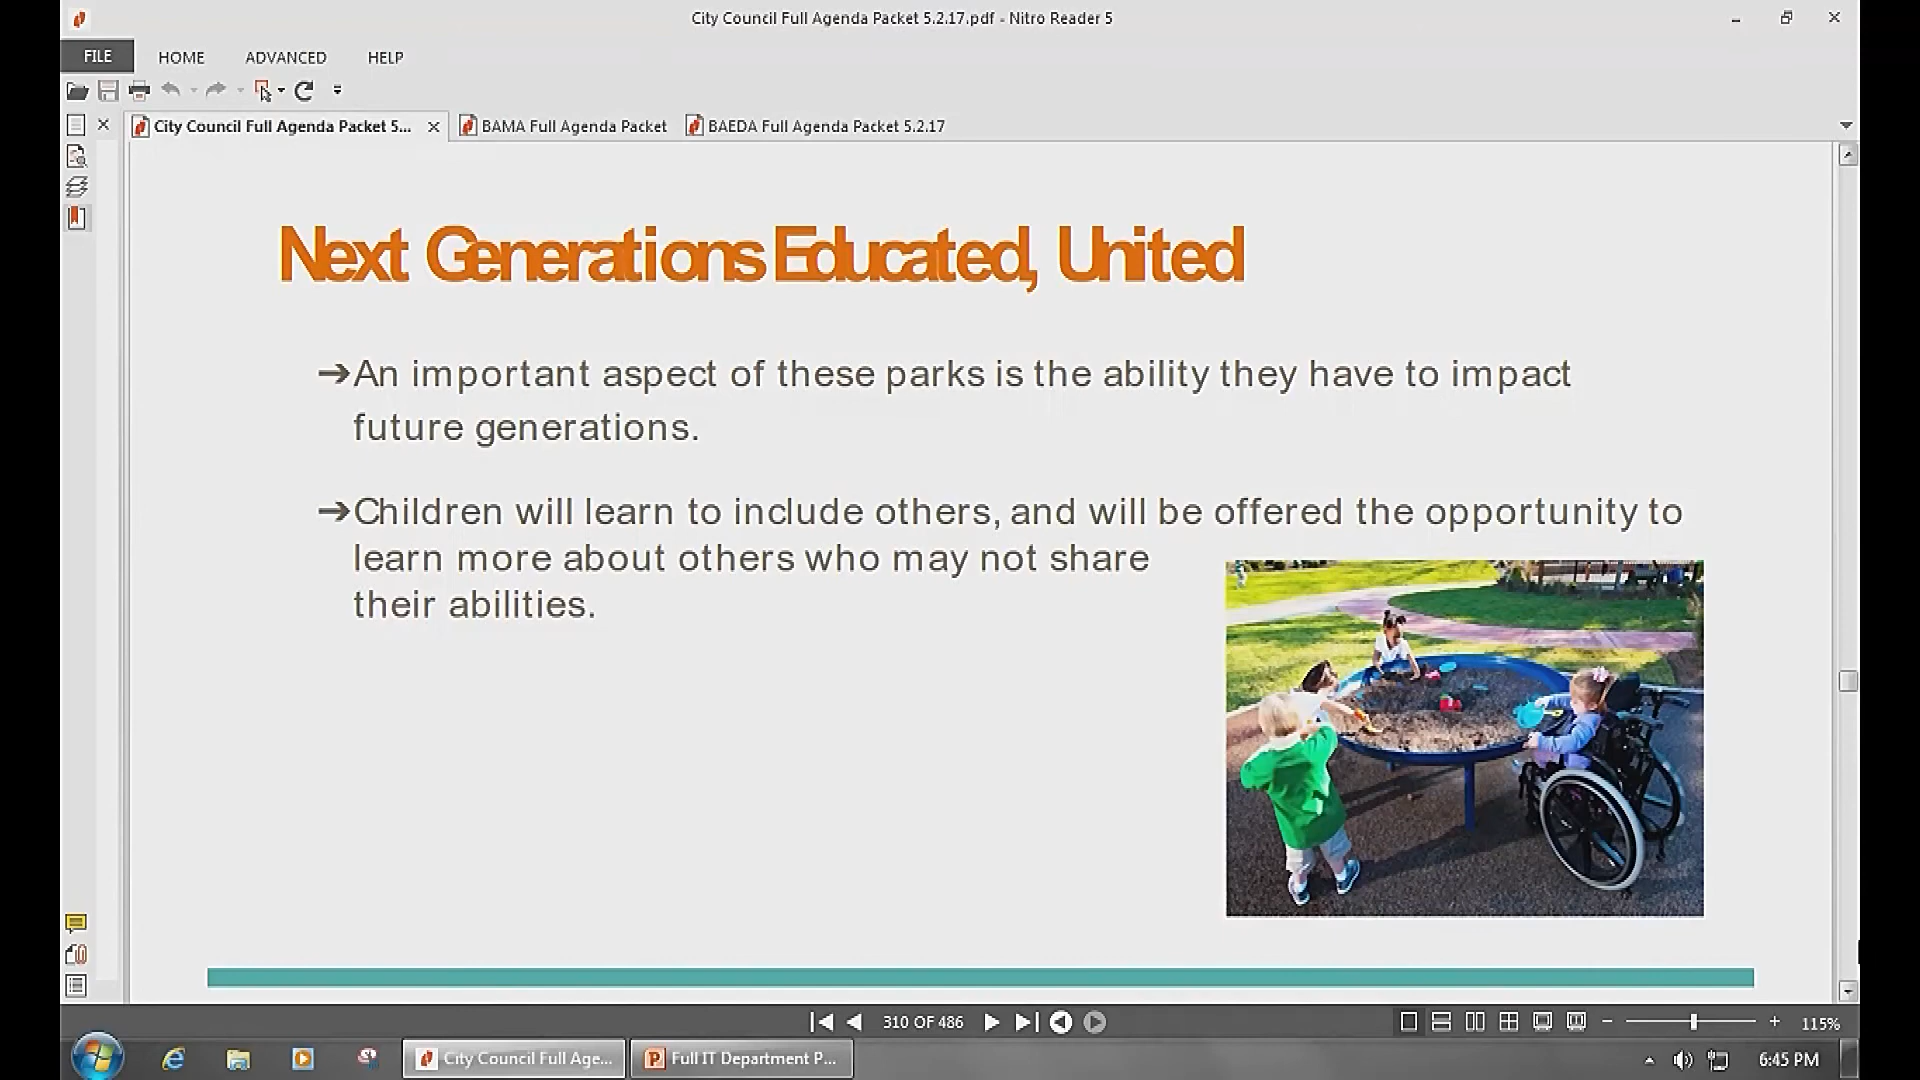 City Council Full Agenda Packet 5.2.17.pdf - Nitro Reader 5
FILE HOME ADVANCED HELP
City Council Full Agenda Packet 5... BAMA Full Agenda Packet BAEDA Full Agenda Packet 5.2.17
Next Generations Educated, United
➔An important aspect of these parks is the ability they have to impact
future generations.
➔Children will learn to include others, and will be offered the opportunity to
learn more about others who may not share
their abilities.
310 OF 486 115%
City Council Full Age... Full IT Department P... 6:45 PM